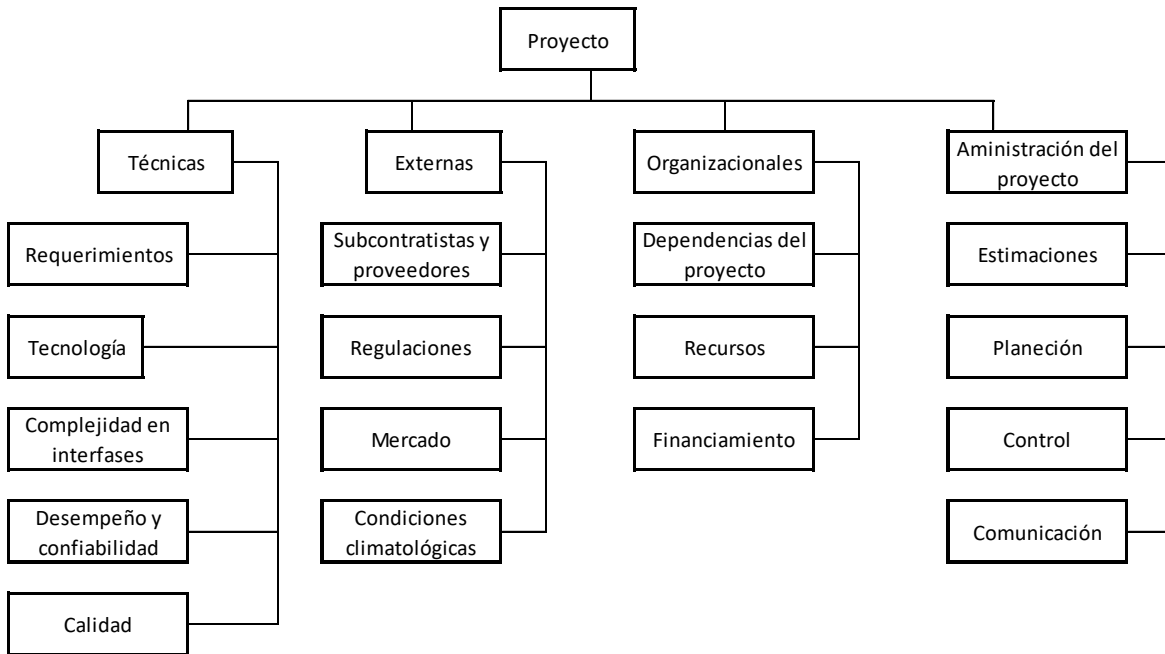 Proyecto
Técnicas
Externas
Organizacionales
Aministración del
proyecto
Requerimientos
Subcontratistas y
proveedores
Dependencias del
proyecto
Estimaciones
Tecnología
Regulaciones
Recursos
Planeción
Complejidad en
interfases
Mercado
Financiamiento
Control
Desempeño y
confiabilidad
Condiciones
climatológicas
Comunicación
Calidad